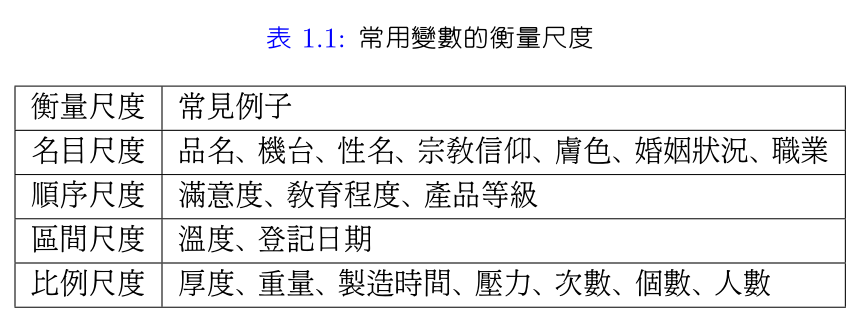 表 1.1: 常用變數的衡量尺度
衡量尺度 常見例子
名目尺度 品名、機台、性名、宗教信仰、膚色、婚姻狀況、職業
順序尺度 滿意度、教育程度、產品等級
區間尺度 溫度、登記日期
比例尺度 厚度、重量、製造時間、壓力、次數、個數、人數